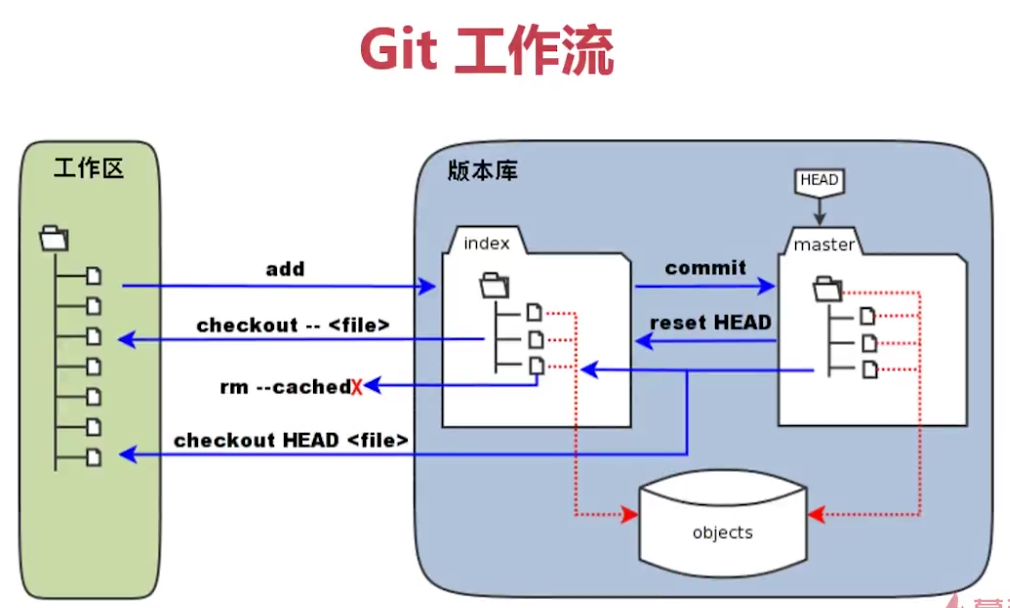 Git 工作流
工作区
版本库
HEAD
index
master
add
commit
checkout -- <file>
reset HEAD
rm --cached
X
checkout HEAD <file>
objects